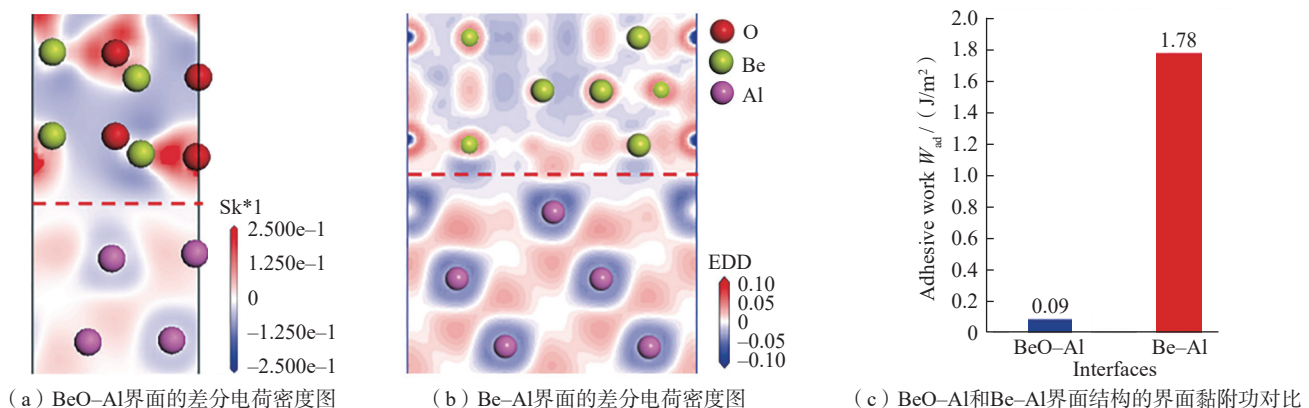 Sk*1
2.500e–1
1.250e–1
0
–1.250e–1
–2.500e–1
（a）BeO–Al界面的差分电荷密度图
O
Be
Al
EDD
0.10
0.05
0
–0.05
–0.10
（b）Be–Al界面的差分电荷密度图
Adhesive work Wad /（J/m²）
2.0
1.8
1.6
1.4
1.2
1.0
0.8
0.6
0.4
0.2
0
0.09
1.78
BeO–Al
Be–Al
Interfaces
（c）BeO–Al和Be–Al界面结构的界面黏附功对比